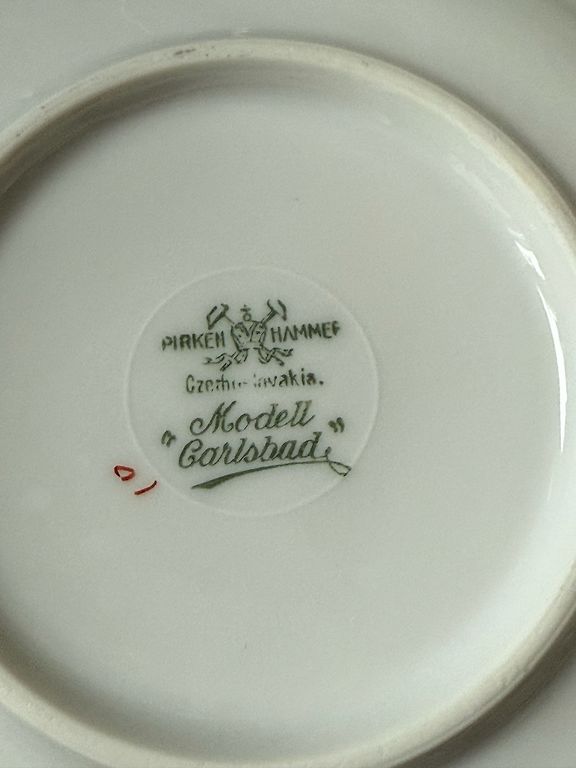 PIRKEN HAMMER
Czecho-slovakia.
Modell
"Carlsbad"